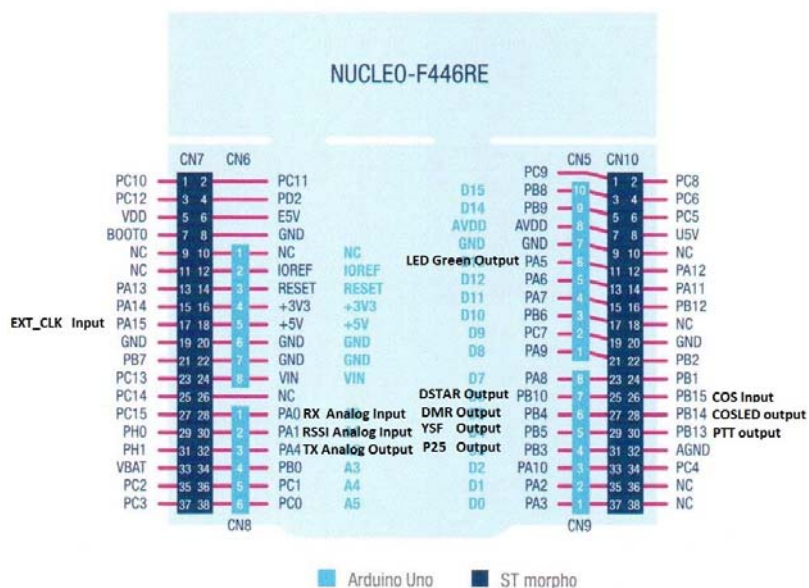 NUCLEO-F446RE
CN7 CN6 CN5 CN10
PC10 1 2 PC11 PC9 1 2 PC8
PC12 3 4 PD2 D15 PB8 10 3 4 PC6
VDD 5 6 E5V D14 PB9 9 5 6 PC5
BOOT0 7 8 GND AVDD AVDD 8 7 8 U5V
NC 9 10 1 NC NC GND GND 7 9 10 NC
NC 11 12 2 IOREF IOREF LED Green Output PA5 6 11 12 PA12
PA13 13 14 3 RESET RESET D12 PA6 5 13 14 PA11
PA14 15 16 4 +3V3 +3V3 D11 PA7 4 15 16 PB12
EXT_CLK Input PA15 17 18 5 +5V +5V D10 PB6 3 17 18 NC
GND 19 20 6 GND GND D9 PC7 2 19 20 GND
PB7 21 22 7 GND GND D8 PA9 1 21 22 PB2
PC13 23 24 8 VIN VIN D7 PA8 8 23 24 PB1
PC14 25 26 NC DSTAR Output PB10 7 25 26 PB15 COS Input
PC15 27 28 1 PA0 RX Analog Input DMR Output PB4 6 27 28 PB14 COSLED output
PH0 29 30 2 PA1 RSSI Analog Input YSF Output PB5 5 29 30 PB13 PTT output
PH1 31 32 3 PA4 TX Analog Output P25 Output PB3 4 31 32 AGND
VBAT 33 34 4 PB0 A3 D2 PA10 3 33 34 PC4
PC2 35 36 5 PC1 A4 D1 PA2 2 35 36 NC
PC3 37 38 6 PC0 A5 D0 PA3 1 37 38 NC
CN8 CN9
Arduino Uno ST morpho